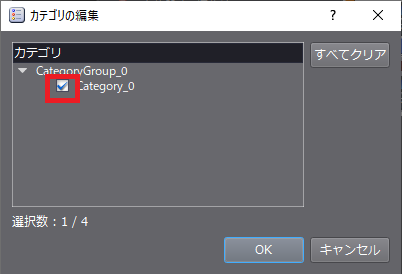 カテゴリの編集
カテゴリ
すべてクリア
CategoryGroup_0
Category_0
選択数：1 / 4
OK
キャンセル